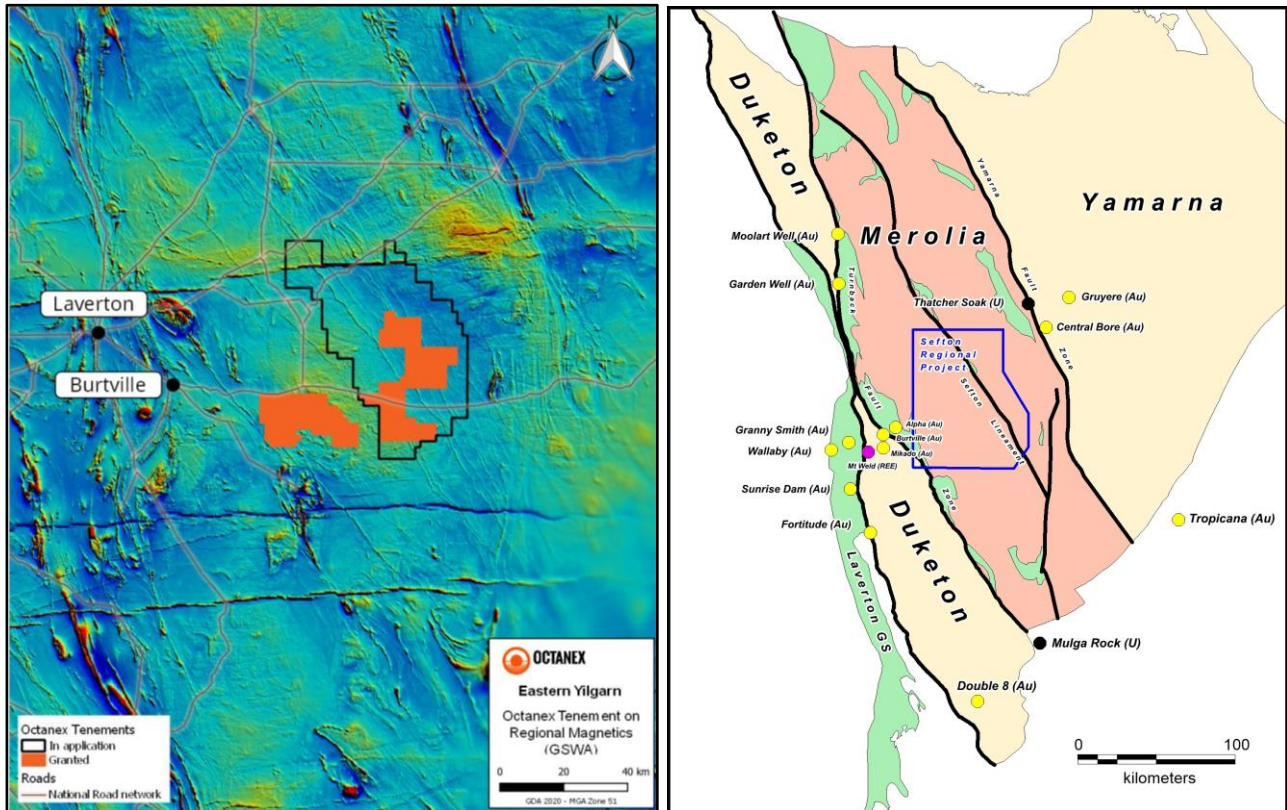 N
Laverton
Burtville
OCTANEX
Eastern Yilgarn
Octanex Tenement on
Regional Magnetics
(GSWA)
0 20 40 km
GDA 2020 - MGA Zone 51
Octanex Tenements
In application
Granted
Roads
National Road network
Duketon
Yamarna
Merolia
Yamarna
Fault
Zone
Moolart Well (Au)
Garden Well (Au)
Turnback
Fault
Zone
Thatcher Soak (U)
Gruyere (Au)
Central Bore (Au)
Sefton
Regional
Project
Sefton
Lineament
Granny Smith (Au)
Wallaby (Au)
Alpha (Au)
Burtville (Au)
Mikado (Au)
Mt Weld (REE)
Sunrise Dam (Au)
Fortitude (Au)
Tropicana (Au)
Duketon
Laverton GS
Mulga Rock (U)
Double 8 (Au)
0 100
kilometers